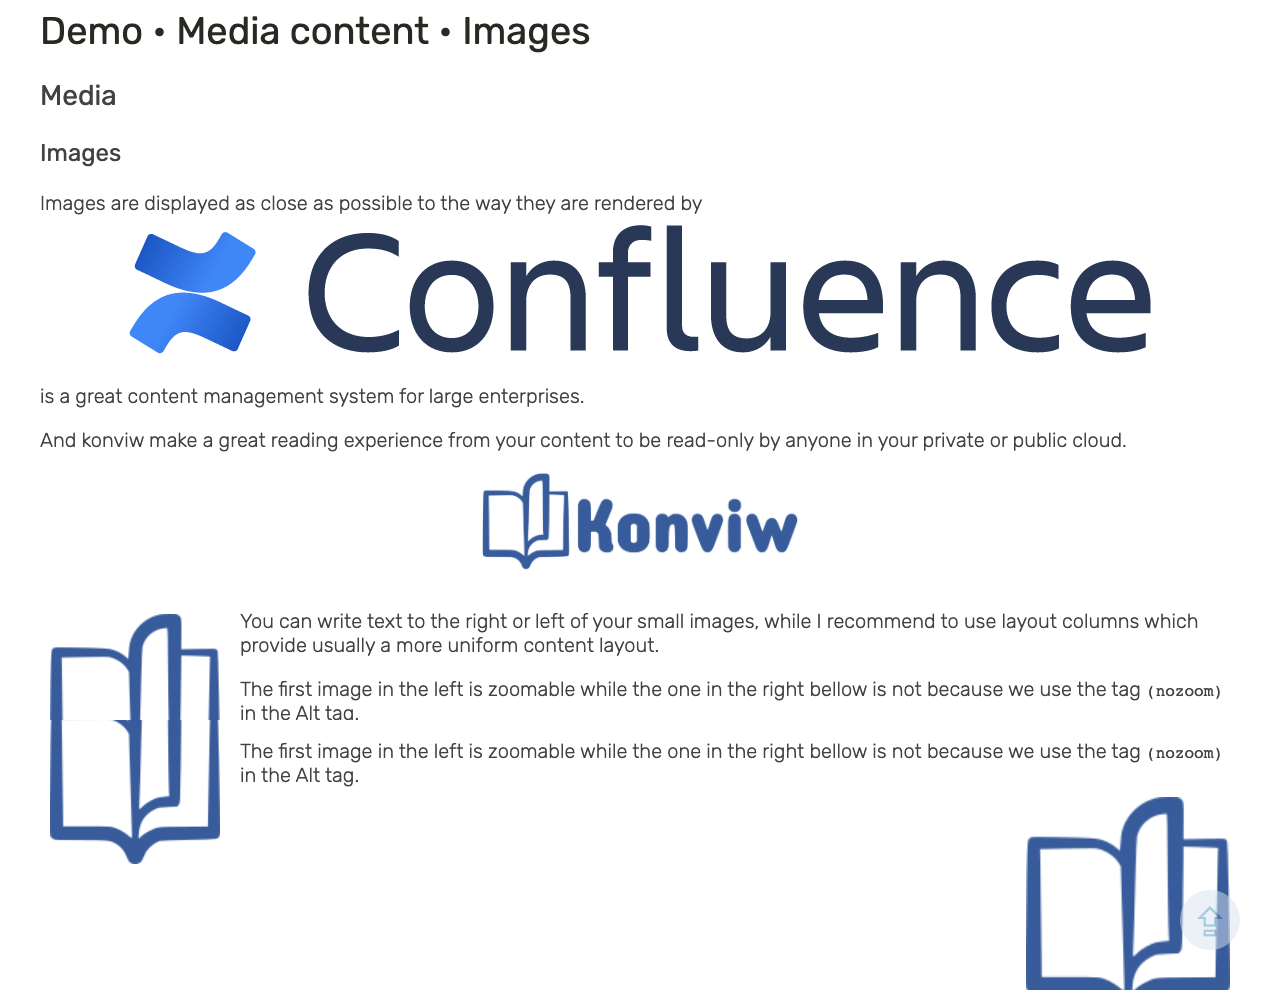 Demo • Media content • Images
Media
Images
Images are displayed as close as possible to the way they are rendered by
Confluence
is a great content management system for large enterprises.
And konviw make a great reading experience from your content to be read-only by anyone in your private or public cloud.
Konviw
You can write text to the right or left of your small images, while I recommend to use layout columns which
provide usually a more uniform content layout.
The first image in the left is zoomable while the one in the right bellow is not because we use the tag (nozoom)
in the Alt tag.
The first image in the left is zoomable while the one in the right bellow is not because we use the tag (nozoom)
in the Alt tag.